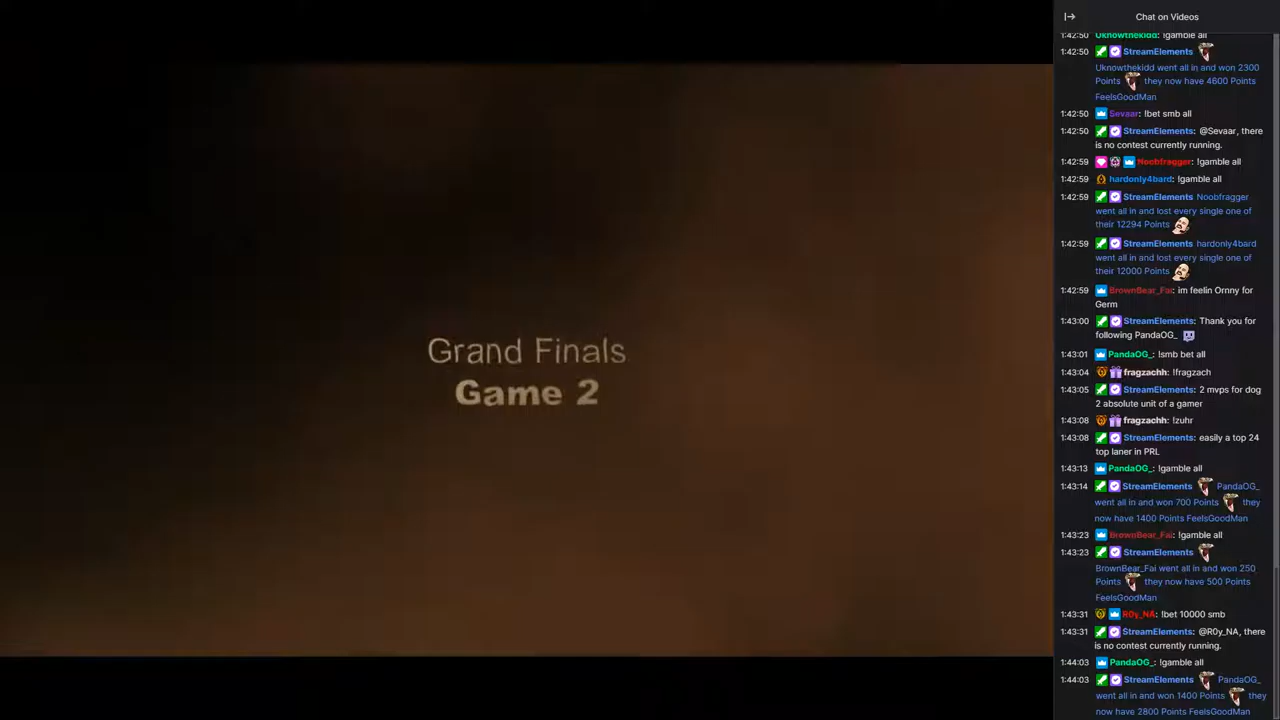 Chat on Videos
Grand Finals
Game 2
1:42:50 Uknowthekidd: !gamble all
1:42:50 StreamElements
Uknowthekidd went all in and won 2300
Points they now have 4600 Points
FeelsGoodMan
1:42:50 Sevaar: !bet smb all
1:42:50 StreamElements: @Sevaar, there
is no contest currently running.
1:42:59 Noobfragger: !gamble all
1:42:59 hardonly4bard: !gamble all
1:42:59 StreamElements Noobfragger
went all in and lost every single one of
their 12294 Points
1:42:59 StreamElements hardonly4bard
went all in and lost every single one of
their 12000 Points
1:42:59 BrownBear_Fai: im feelin Ornny for
Germ
1:43:00 StreamElements: Thank you for
following PandaOG_
1:43:01 PandaOG_: !smb bet all
1:43:04 fragzachh: !fragzach
1:43:05 StreamElements: 2 mvps for dog
2 absolute unit of a gamer
1:43:08 fragzachh: !zuhr
1:43:08 StreamElements: easily a top 24
top laner in PRL
1:43:13 PandaOG_: !gamble all
1:43:14 StreamElements PandaOG_
went all in and won 700 Points they
now have 1400 Points FeelsGoodMan
1:43:23 BrownBear_Fai: !gamble all
1:43:23 StreamElements
BrownBear_Fai went all in and won 250
Points they now have 500 Points
FeelsGoodMan
1:43:31 R0y_NA: !bet 10000 smb
1:43:31 StreamElements: @R0y_NA, there
is no contest currently running.
1:44:03 PandaOG_: !gamble all
1:44:03 StreamElements PandaOG_
went all in and won 1400 Points they
now have 2800 Points FeelsGoodMan